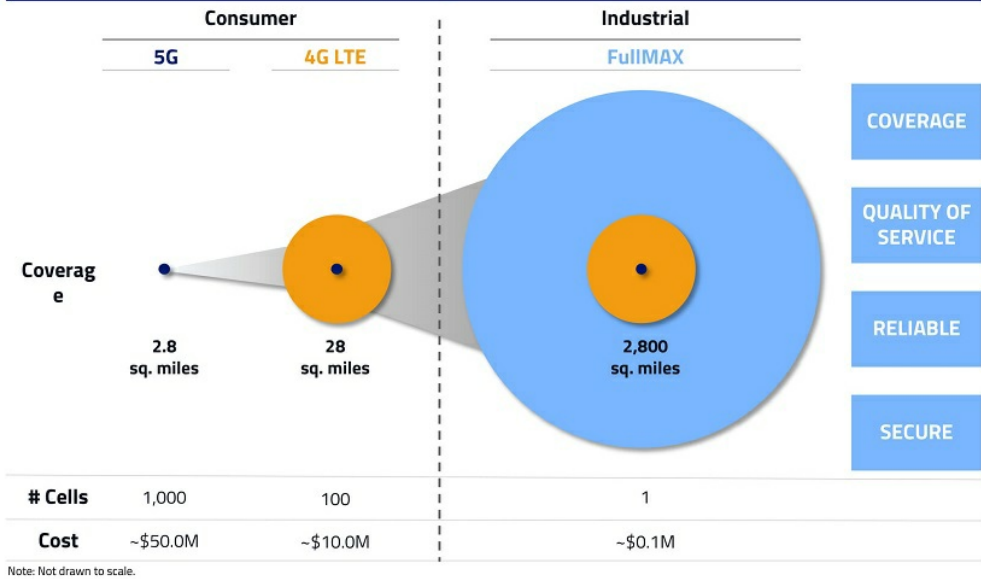 Consumer
Industrial
5G
4G LTE
FullMAX
COVERAGE
QUALITY OF
SERVICE
RELIABLE
SECURE
Coverag
e
2.8
sq. miles
28
sq. miles
2,800
sq. miles
# Cells 1,000 100 1
Cost ~$50.0M ~$10.0M ~$0.1M
Note: Not drawn to scale.